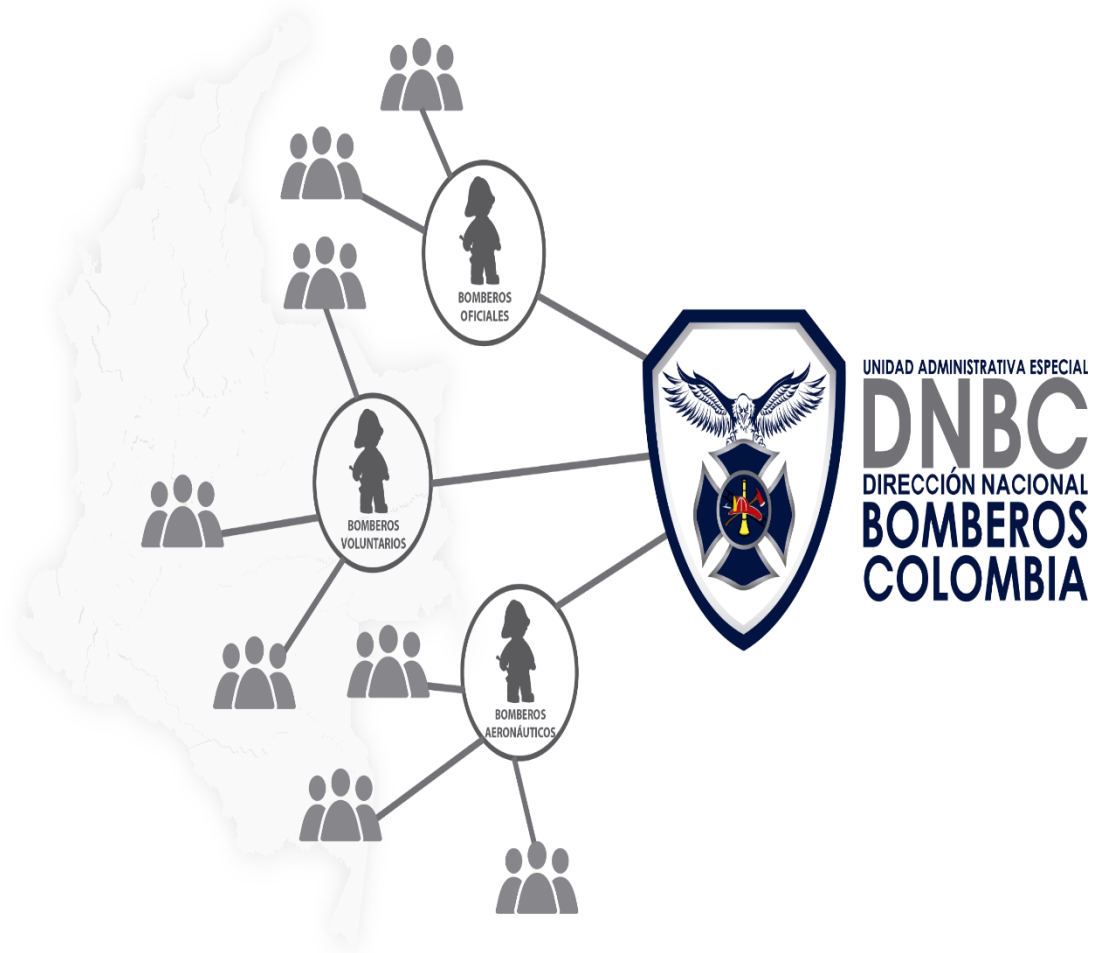 BOMBEROS
OFICIALES
BOMBEROS
VOLUNTARIOS
BOMBEROS
AERONÁUTICOS
UNIDAD ADMINISTRATIVA ESPECIAL
DNBC
DIRECCIÓN NACIONAL
BOMBEROS
COLOMBIA